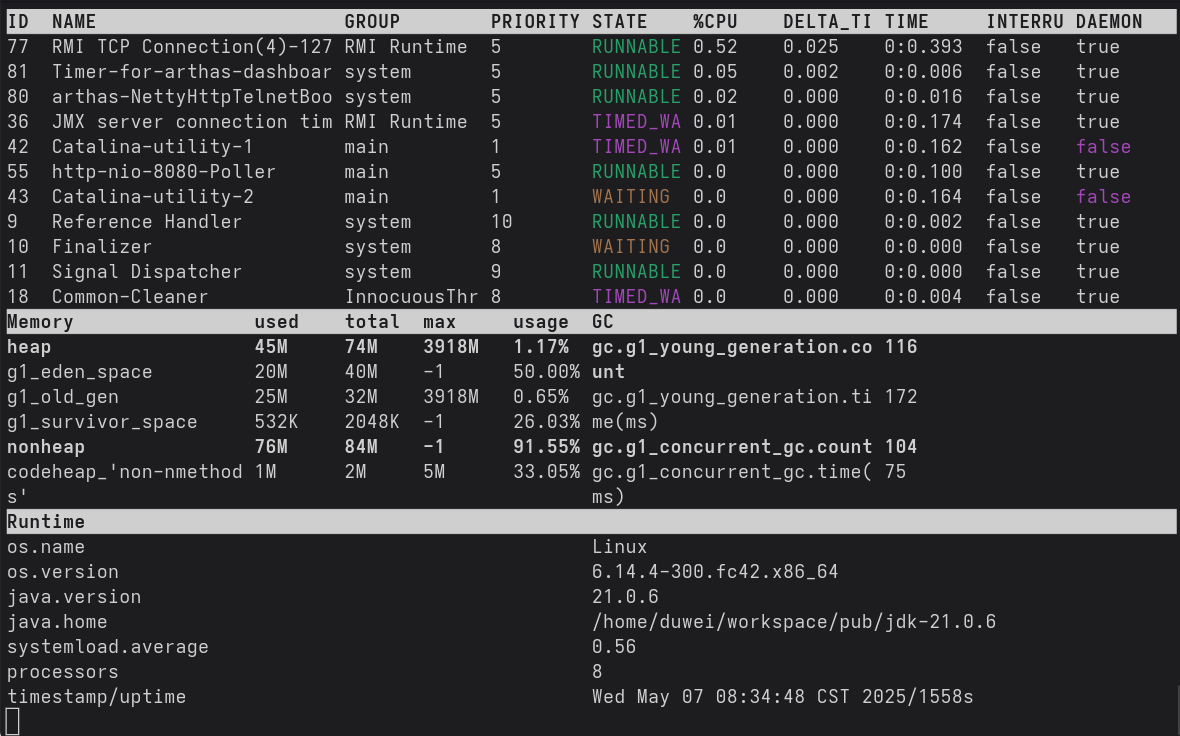 ID NAME GROUP PRIORITY STATE %CPU DELTA_TI TIME INTERRU DAEMON
77 RMI TCP Connection(4)-127 RMI Runtime 5 RUNNABLE 0.52 0.025 0:0.393 false true
81 Timer-for-arthas-dashboar system 5 RUNNABLE 0.05 0.002 0:0.006 false true
80 arthas-NettyHttpTelnetBoo system 5 RUNNABLE 0.02 0.000 0:0.016 false true
36 JMX server connection tim RMI Runtime 5 TIMED_WA 0.01 0.000 0:0.174 false true
42 Catalina-utility-1 main 1 TIMED_WA 0.01 0.000 0:0.162 false false
55 http-nio-8080-Poller main 5 RUNNABLE 0.0 0.000 0:0.100 false true
43 Catalina-utility-2 main 1 WAITING 0.0 0.000 0:0.164 false false
9 Reference Handler system 10 RUNNABLE 0.0 0.000 0:0.002 false true
10 Finalizer system 8 WAITING 0.0 0.000 0:0.000 false true
11 Signal Dispatcher system 9 RUNNABLE 0.0 0.000 0:0.000 false true
18 Common-Cleaner InnocuousThr 8 TIMED_WA 0.0 0.000 0:0.004 false true
Memory used total max usage GC
heap 45M 74M 3918M 1.17% gc.g1_young_generation.co 116
g1_eden_space 20M 40M -1 50.00% unt
g1_old_gen 25M 32M 3918M 0.65% gc.g1_young_generation.ti 172
g1_survivor_space 532K 2048K -1 26.03% me(ms)
nonheap 76M 84M -1 91.55% gc.g1_concurrent_gc.count 104
codeheap_'non-nmethod 1M 2M 5M 33.05% gc.g1_concurrent_gc.time( 75
s' ms)
Runtime
os.name Linux
os.version 6.14.4-300.fc42.x86_64
java.version 21.0.6
java.home /home/duwei/workspace/pub/jdk-21.0.6
systemload.average 0.56
processors 8
timestamp/uptime Wed May 07 08:34:48 CST 2025/1558s